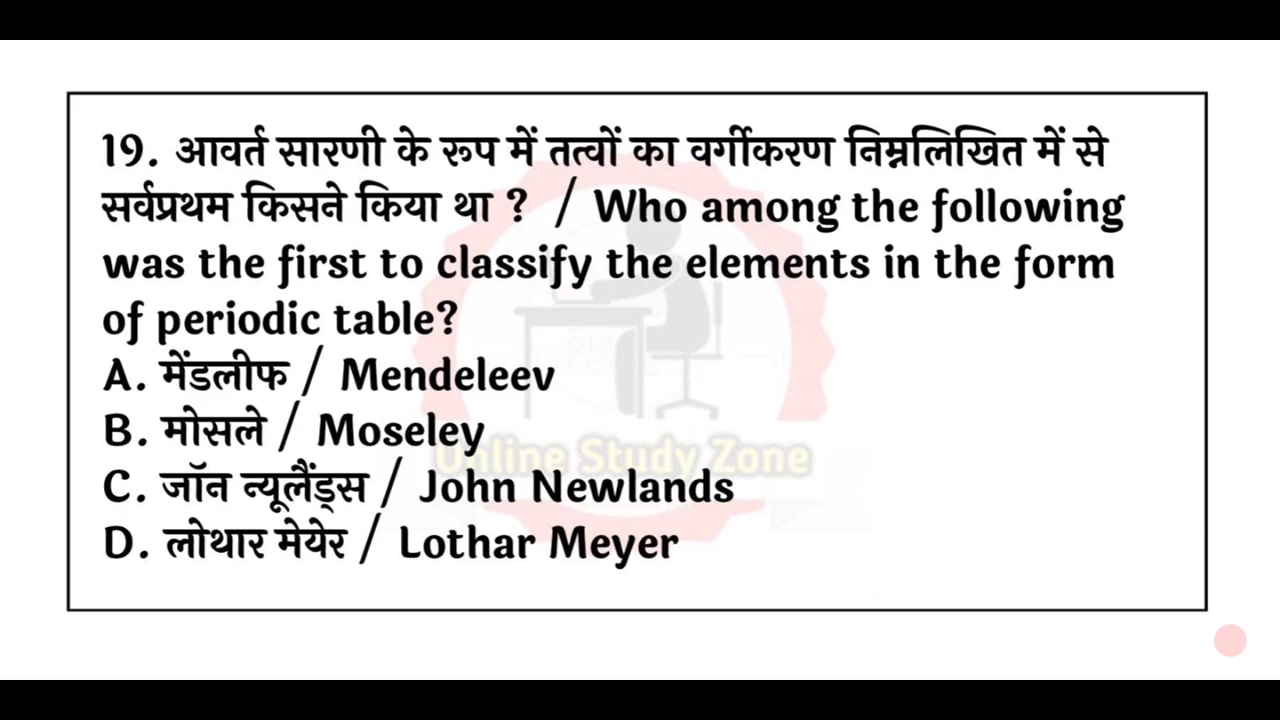 19. आवर्त सारणी के रूप में तत्वों का वर्गीकरण निम्नलिखित में से
सर्वप्रथम किसने किया था ? / Who among the following
was the first to classify the elements in the form
of periodic table?
A. मेंडलीफ / Mendeleev
B. मोसले / Moseley
Online Study Zone
C. जॉन न्यूलैंड्स / John Newlands
D. लोथार मेयेर / Lothar Meyer